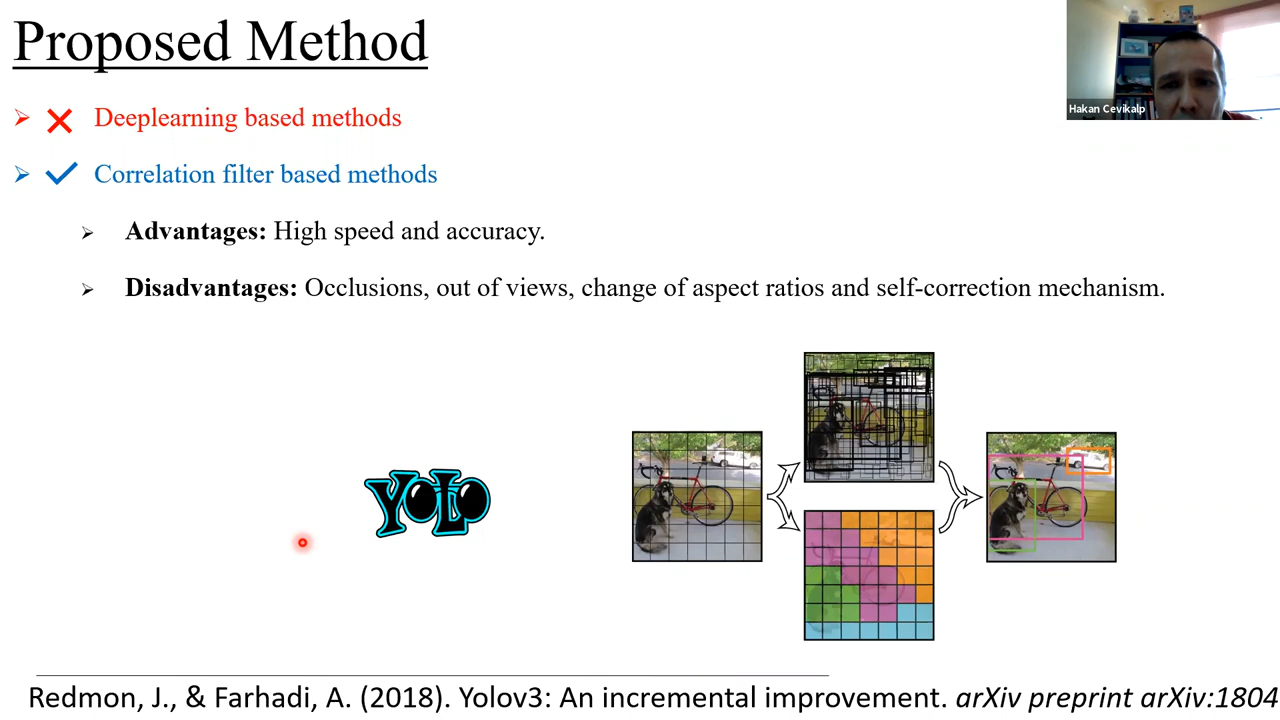 Proposed Method
Hakan Cevikalp
Deeplearning based methods
Correlation filter based methods
Advantages: High speed and accuracy.
Disadvantages: Occlusions, out of views, change of aspect ratios and self-correction mechanism.
YOLO
Redmon, J., & Farhadi, A. (2018). Yolov3: An incremental improvement. arXiv preprint arXiv:1804